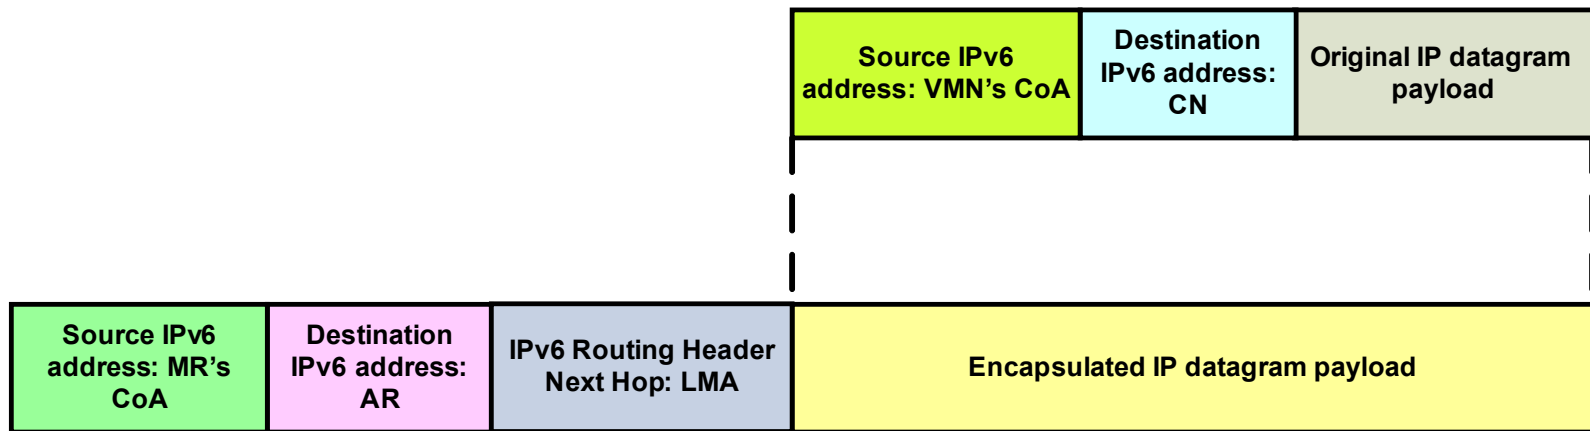 Source IPv6
address: VMN’s CoA
Destination
IPv6 address:
CN
Original IP datagram
payload
Source IPv6
address: MR’s
CoA
Destination
IPv6 address:
AR
IPv6 Routing Header
Next Hop: LMA
Encapsulated IP datagram payload